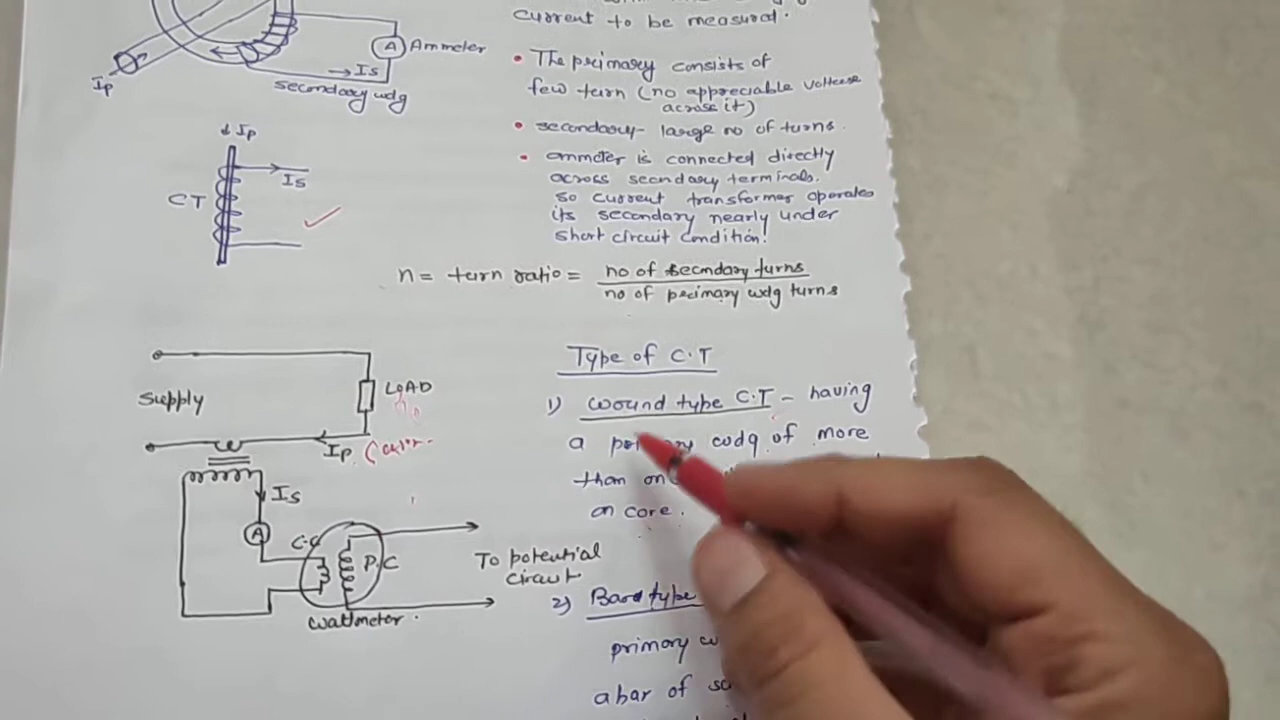 current to be measured.
• The primary consists of
few turn (no appreciable voltage
across it)
• secondary - large no of turns.
• ammeter is connected directly
across secndary terminals.
so current transformer operates
its secondary nearly under
short circuit condition.
n = turn ratio = no of secondary turns
no of primary wdg turns
A Ammeter
Ip
→ Is
secondary wdg
Ip
Is
CT
supply
LOAD
Ip
Is
A
C.C
P.C
To potential
circuit
wattmeter.
Type of C.T
1) wound type C.T - having
a primary wdg of more
than
on core.
2) Bar type
primary
a bar of